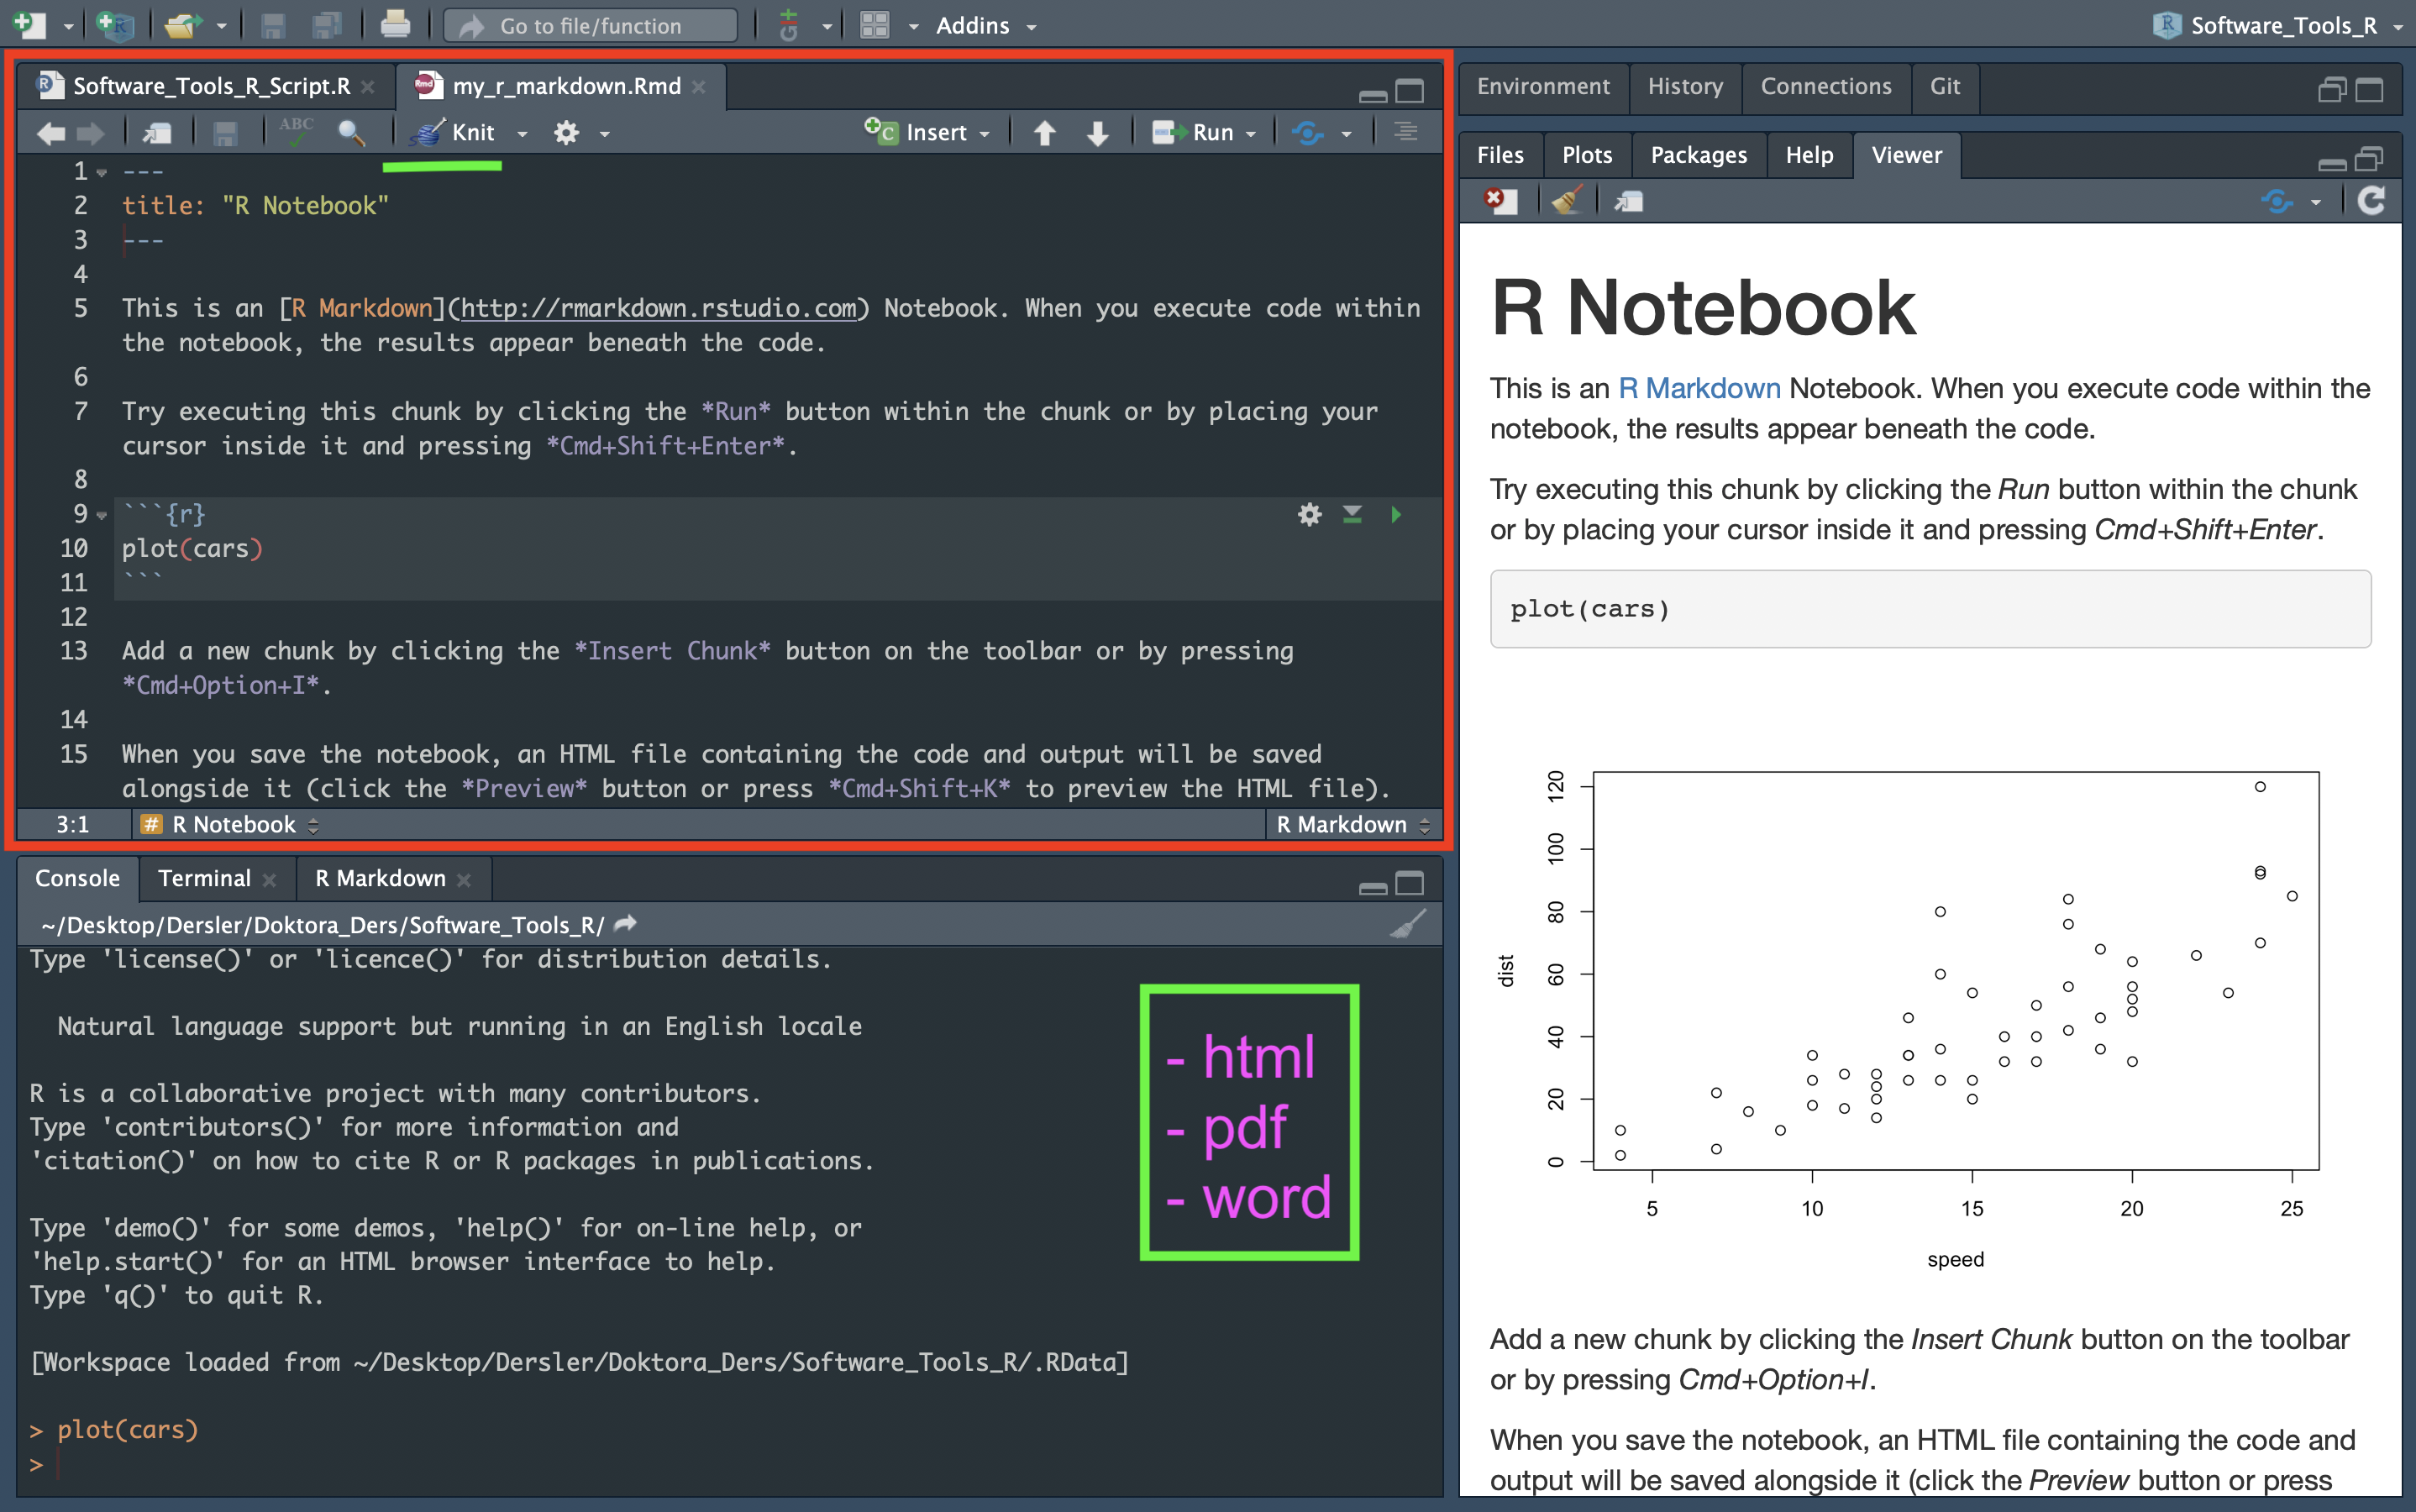 Go to file/function
Addins
Software_Tools_R
Software_Tools_R_Script.R
my_r_markdown.Rmd
ABC
Knit
Insert
Run
1 ---
2 title: "R Notebook"
3 ---
4
5 This is an [R Markdown](http://rmarkdown.rstudio.com) Notebook. When you execute code within
the notebook, the results appear beneath the code.
6
7 Try executing this chunk by clicking the *Run* button within the chunk or by placing your
cursor inside it and pressing *Cmd+Shift+Enter*.
8
9 ```{r}
10 plot(cars)
11 ```
12
13 Add a new chunk by clicking the *Insert Chunk* button on the toolbar or by pressing
*Cmd+Option+I*.
14
15 When you save the notebook, an HTML file containing the code and output will be saved
alongside it (click the *Preview* button or press *Cmd+Shift+K* to preview the HTML file).
3:1 # R Notebook R Markdown
Console Terminal R Markdown
~/Desktop/Dersler/Doktora_Ders/Software_Tools_R/
Type 'license()' or 'licence()' for distribution details.
Natural language support but running in an English locale
R is a collaborative project with many contributors.
Type 'contributors()' for more information and
'citation()' on how to cite R or R packages in publications.
Type 'demo()' for some demos, 'help()' for on-line help, or
'help.start()' for an HTML browser interface to help.
Type 'q()' to quit R.
[Workspace loaded from ~/Desktop/Dersler/Doktora_Ders/Software_Tools_R/.RData]
> plot(cars)
>
- html
- pdf
- word
Environment History Connections Git
Files Plots Packages Help Viewer
R Notebook
This is an R Markdown Notebook. When you execute code within the
notebook, the results appear beneath the code.
Try executing this chunk by clicking the Run button within the chunk
or by placing your cursor inside it and pressing Cmd+Shift+Enter.
plot(cars)
120
100
80
60
40
20
0
dist
5 10 15 20 25
speed
Add a new chunk by clicking the Insert Chunk button on the toolbar
or by pressing Cmd+Option+I.
When you save the notebook, an HTML file containing the code and
output will be saved alongside it (click the Preview button or press